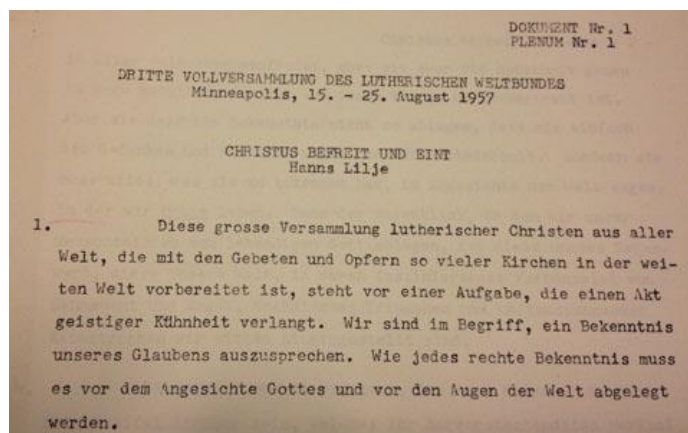 DOKUMENT Nr. 1
PLENUM Nr. 1
DRITTE VOLLVERSAMMLUNG DES LUTHERISCHEN WELTBUNDES
Minneapolis, 15. - 25. August 1957
CHRISTUS BEFREIT UND EINT
Hanns Lilje
1. Diese grosse Versammlung lutherischer Christen aus aller
Welt, die mit den Gebeten und Opfern so vieler Kirchen in der wei-
ten Welt vorbereitet ist, steht vor einer Aufgabe, die einen Akt
geistiger Kühnheit verlangt. Wir sind im Begriff, ein Bekenntnis
unseres Glaubens auszusprechen. Wie jedes rechte Bekenntnis muss
es vor dem Angesichte Gottes und vor den Augen der Welt abgelegt
werden.